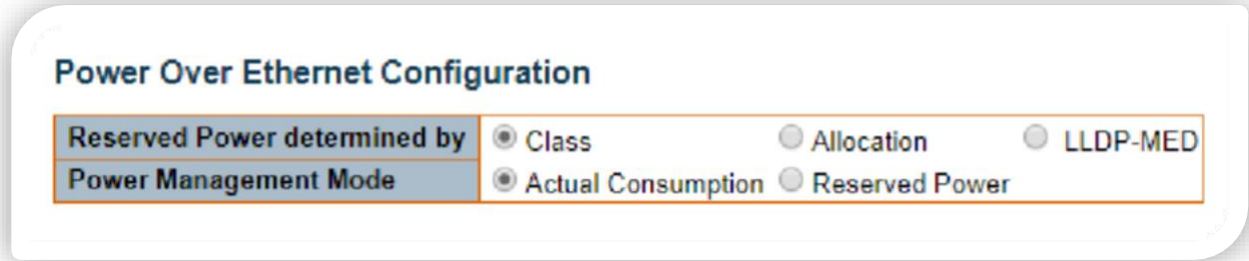 Power Over Ethernet Configuration
Reserved Power determined by Class Allocation LLDP-MED
Power Management Mode Actual Consumption Reserved Power